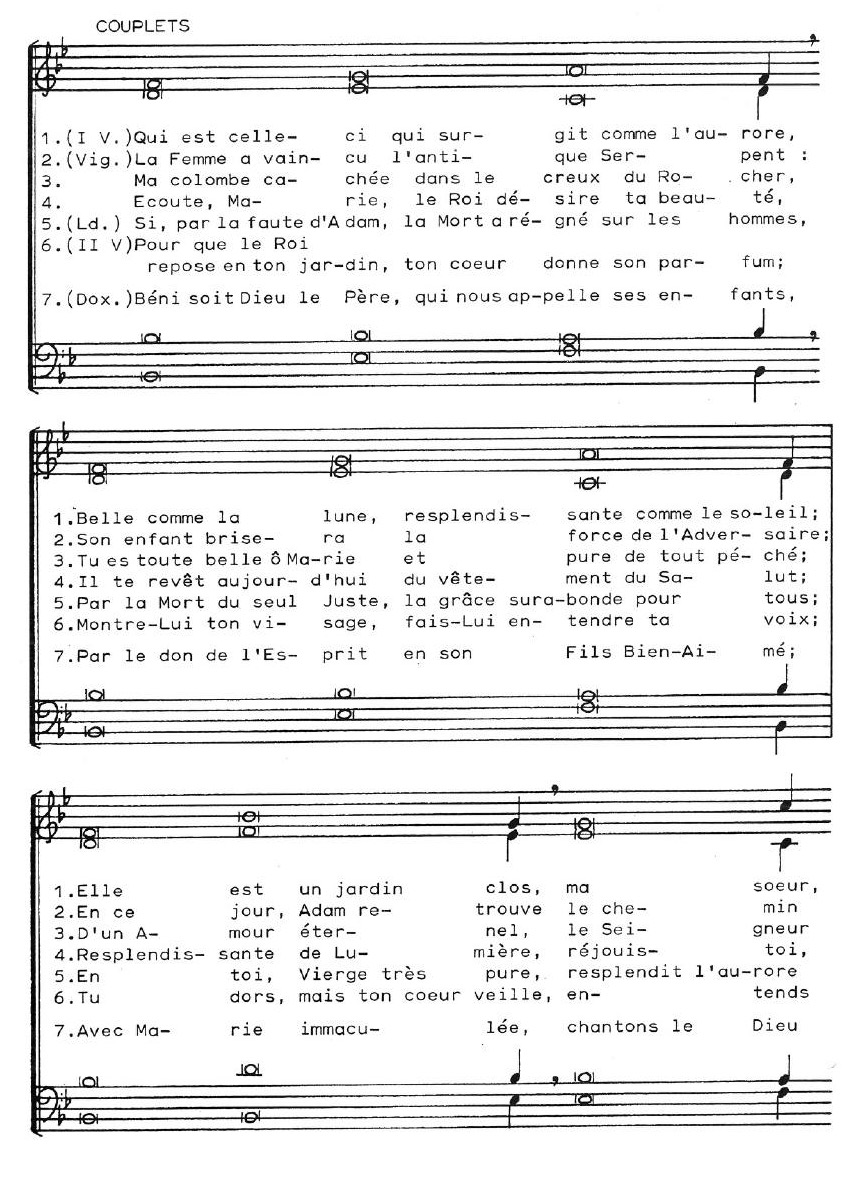 COUPLETS
1.(I V.)Qui est celle- ci qui sur- git comme l'au- rore,
2.(Vig.)La Femme a vain- cu l'anti- que Ser- pent :
3. Ma colombe ca- chée dans le creux du Ro- cher,
4. Ecoute, Ma- rie, le Roi dé- sire ta beau- té,
5.(Ld.) Si, par la faute d'A dam, la Mort a ré- gné sur les hommes,
6.(II V)Pour que le Roi
repose en ton jar-din, ton coeur donne son par- fum;
7.(Dox.)Béni soit Dieu le Père, qui nous ap-pelle ses en- fants,
1.Belle comme la lune, resplendis- sante comme le so-leil;
2.Son enfant brise- ra la force de l'Adver- saire;
3.Tu es toute belle ô Ma-rie et pure de tout pé- ché;
4.Il te revêt aujour- d'hui du vête- ment du Sa- lut;
5.Par la Mort du seul Juste, la grâce sura-bonde pour tous;
6.Montre-Lui ton vi- sage, fais-Lui en- tendre ta voix;
7.Par le don de l'Es- prit en son Fils Bien-Ai- mé;
1.Elle est un jardin clos, ma soeur,
2.En ce jour, Adam re- trouve le che- min
3.D'un A- mour éter- nel, le Sei- gneur
4.Resplendis- sante de Lu- mière, réjouis- toi,
5.En toi, Vierge très pure, resplendit l'au-rore
6.Tu dors, mais ton coeur veille, en- tends
7.Avec Ma- rie immacu- lée, chantons le Dieu